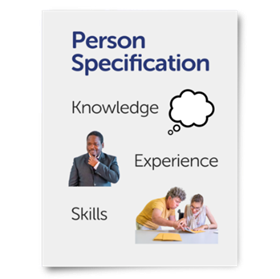 Person
Specification
Knowledge
Experience
Skills